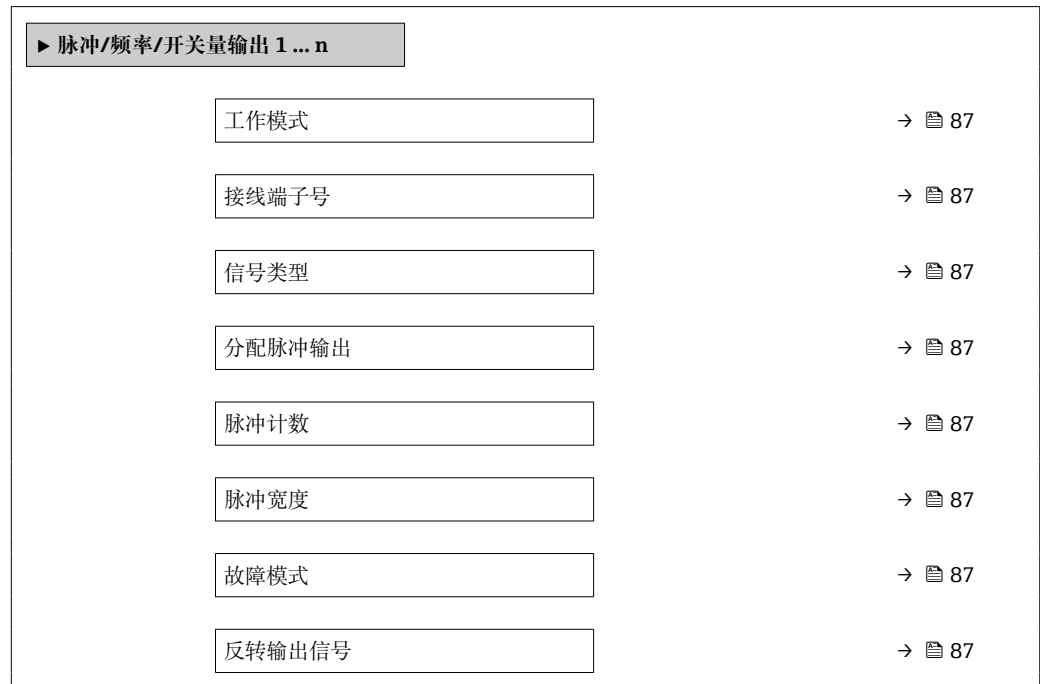 ▶ 脉冲/频率/开关量输出 1 … n
工作模式 → 🖹 87
接线端子号 → 🖹 87
信号类型 → 🖹 87
分配脉冲输出 → 🖹 87
脉冲计数 → 🖹 87
脉冲宽度 → 🖹 87
故障模式 → 🖹 87
反转输出信号 → 🖹 87